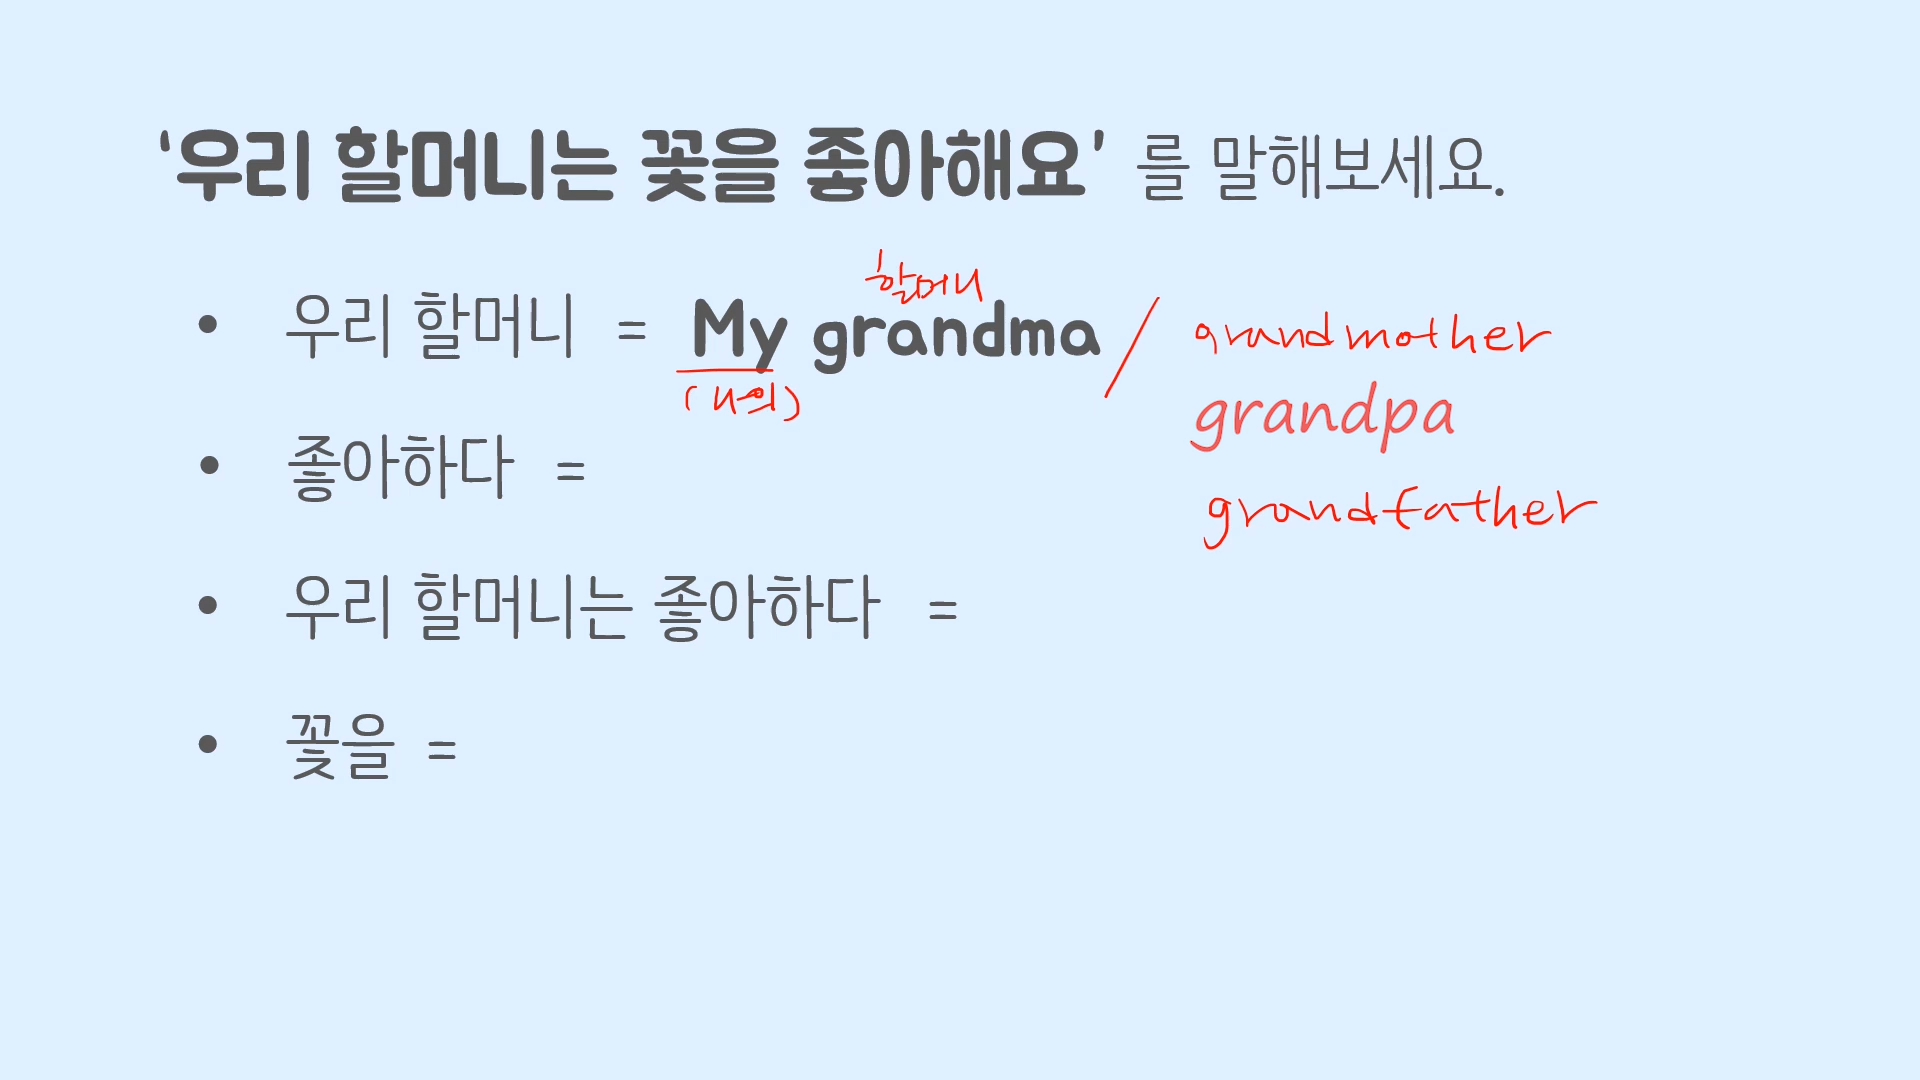 ‘우리 할머니는 꽃을 좋아해요’ 를 말해보세요.
할머니
• 우리 할머니 = My grandma / grandmother
(나의)
grandpa
• 좋아하다 =
grandfather
• 우리 할머니는 좋아하다 =
• 꽃을 =